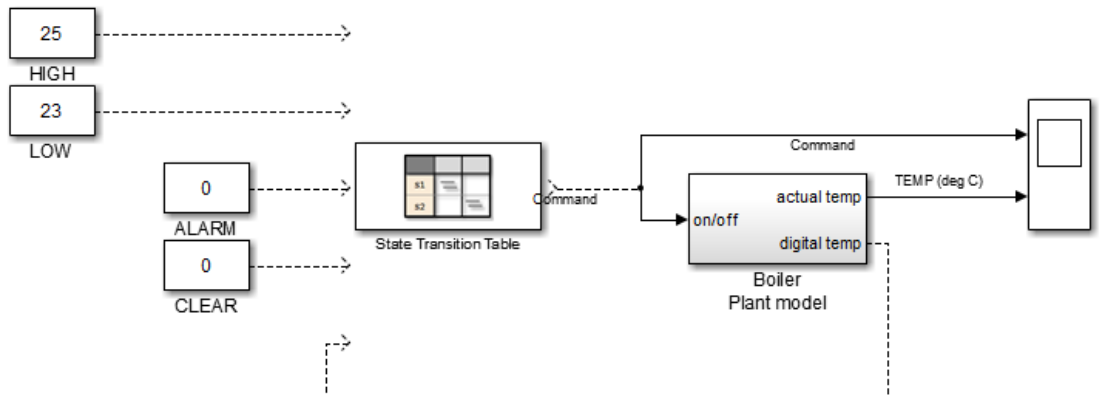 25
HIGH
23
LOW
0
ALARM
0
CLEAR
s1
s2
State Transition Table
Command
Command
TEMP (deg C)
on/off
actual temp
digital temp
Boiler
Plant model